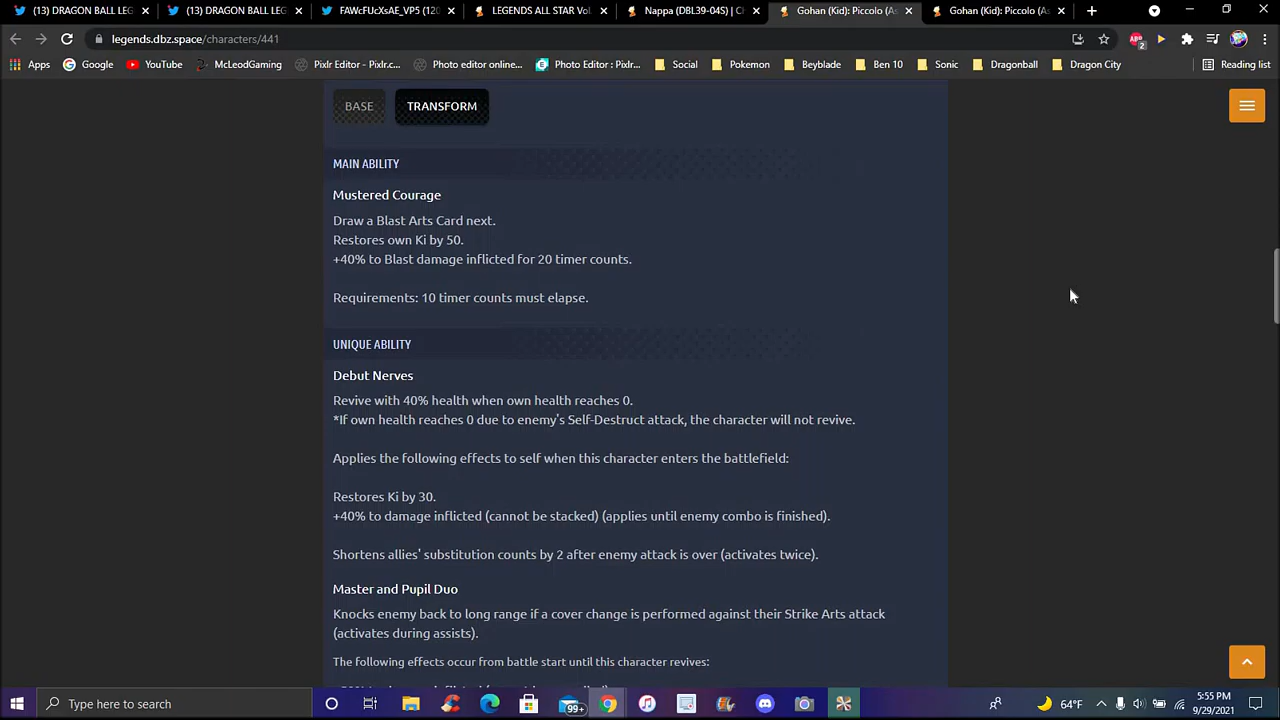 (13) DRAGON BALL LEG (13) DRAGON BALL LEG FAWcFUcXsAE_VP5 (120 LEGENDS ALL STAR Vol. Nappa (DBL39-04S) | Ch Gohan (Kid): Piccolo (As Gohan (Kid): Piccolo (As
legends.dbz.space/characters/441
2
Apps Google YouTube McLeodGaming Pixlr Editor - Pixlr.c... Photo editor online... Photo Editor : Pixlr... Social Pokemon Beyblade Ben 10 Sonic Dragonball Dragon City Reading list
BASE TRANSFORM
MAIN ABILITY
Mustered Courage
Draw a Blast Arts Card next.
Restores own Ki by 50.
+40% to Blast damage inflicted for 20 timer counts.
Requirements: 10 timer counts must elapse.
UNIQUE ABILITY
Debut Nerves
Revive with 40% health when own health reaches 0.
*If own health reaches 0 due to enemy's Self-Destruct attack, the character will not revive.
Applies the following effects to self when this character enters the battlefield:
Restores Ki by 30.
+40% to damage inflicted (cannot be stacked) (applies until enemy combo is finished).
Shortens allies' substitution counts by 2 after enemy attack is over (activates twice).
Master and Pupil Duo
Knocks enemy back to long range if a cover change is performed against their Strike Arts attack
(activates during assists).
The following effects occur from battle start until this character revives:
Type here to search
99+
64°F
5:55 PM
9/29/2021